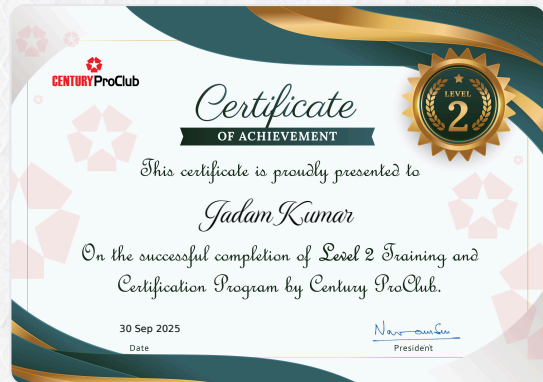 CENTURY ProClub
Certificate
OF ACHIEVEMENT
LEVEL
2
This certificate is proudly presented to
Jadam Kumar
On the successful completion of Level 2 Training and
Certification Program by Century ProClub.
30 Sep 2025
Date
President